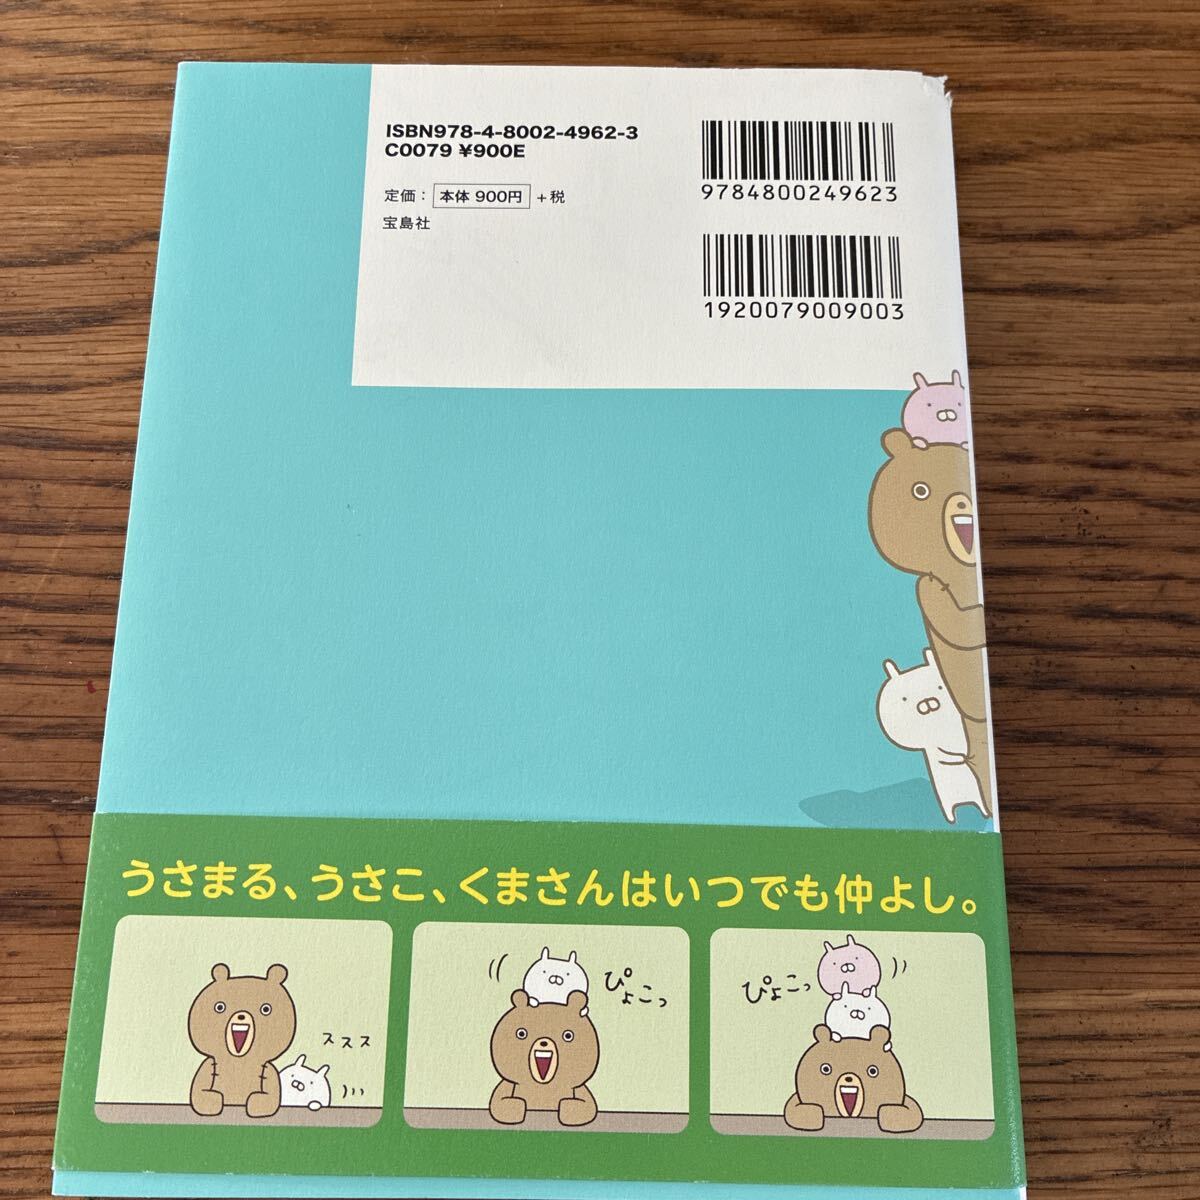 ISBN978-4-8002-4962-3
C0079 ¥900E
定価： 本体 900円 +税
宝島社
9784800249623
1920079009003
うさまる、うさこ、くまさんはいつでも仲よし。
ススス
ぴょこっ
ぴょこっ